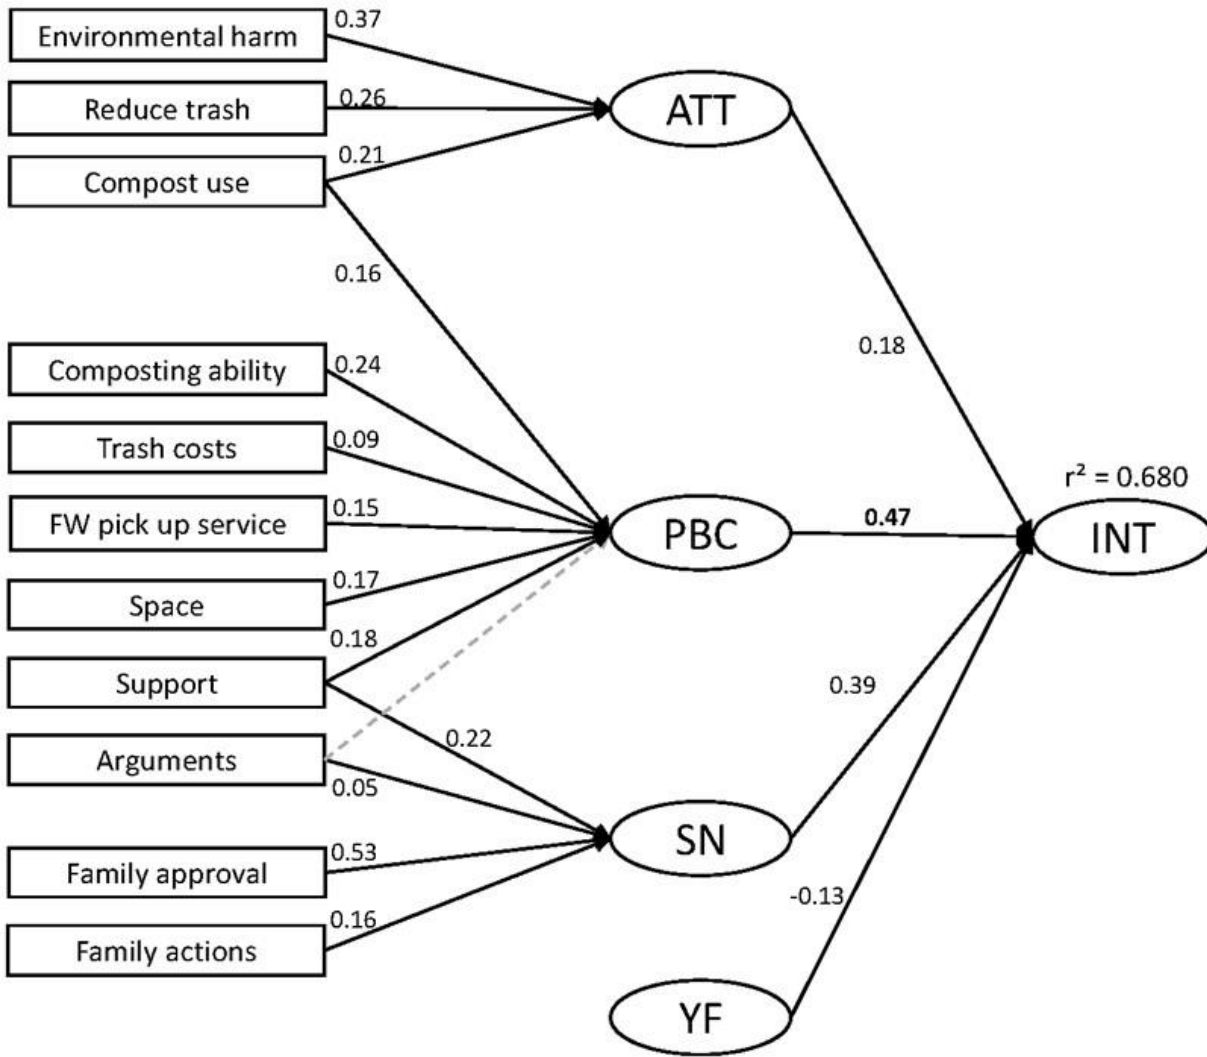 Environmental harm
0.37
Reduce trash
0.26
ATT
Compost use
0.21
0.16
0.18
Composting ability
0.24
Trash costs
0.09
FW pick up service
0.15
PBC
0.47
r² = 0.680
INT
Space
0.17
Support
0.18
0.22
0.39
Arguments
0.05
SN
Family approval
0.53
-0.13
Family actions
0.16
YF